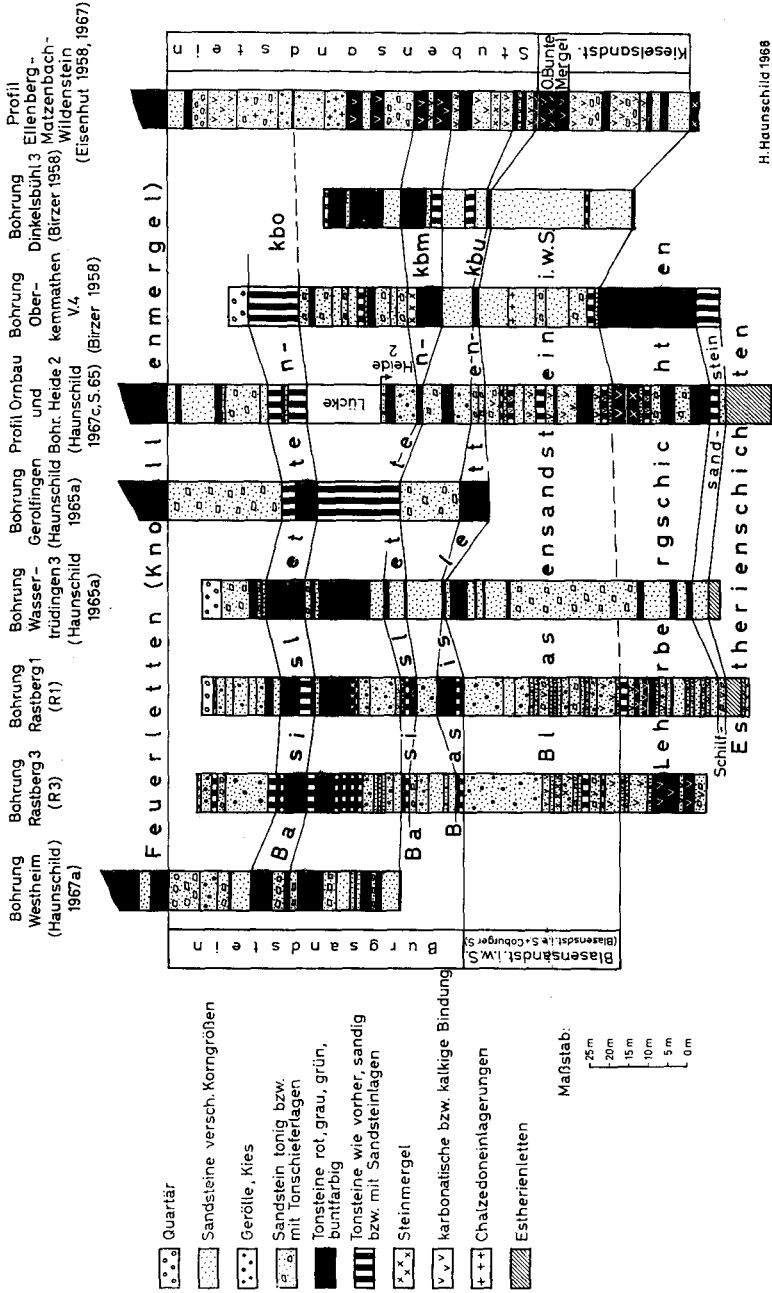 Bohrung
Westheim
(Haunschild)
1967a)
Bohrung
Rastberg 3
(R3)
Bohrung
Rastberg 1
(R1)
Bohrung
Wasser-
trüdingen 3
(Haunschild
1965a)
Bohrung
Gerolfingen
(Haunschild
1965a)
Profil Ornbau
und
Bohr. Heide 2
(Haunschild
1967c, S. 65)
Bohrung
Ober-
kemmathen
V.4
(Birzer 1958)
Bohrung
Dinkelsbühl 3
(Birzer 1958)
Profil
Ellenberg-
Matzenbach-
Wildenstein
(Eisenhut 1958, 1967)
Feuerletten (Knollenmergel)
Burgsandstein
Blasensandst. i.w.S.
(Blasensandst. i.e.S + Coburger S.)
Basisletten-
kbo
Basisletten-
kbm
Basisletten-
kbu
Blasensandstein i.w.S.
Lehrbergschichten
Schilf-
sand-
stein
Estherienschichten
Lücke
Heide
2
Stubensandstein
O.Bunte
Mergel
Kieselsandst.
Quartär
Sandsteine versch. Korngrößen
Gerölle, Kies
Sandstein tonig bzw.
mit Tonschieferlagen
Tonsteine rot, grau, grün,
buntfarbig
Tonsteine wie vorher, sandig
bzw. mit Sandsteinlagen
Steinmergel
karbonatische bzw. kalkige Bindung
Chalzedoneinlagerungen
Estherienletten
Maßstab:
25 m
20 m
15 m
10 m
5 m
0 m
H. Haunschild 1968